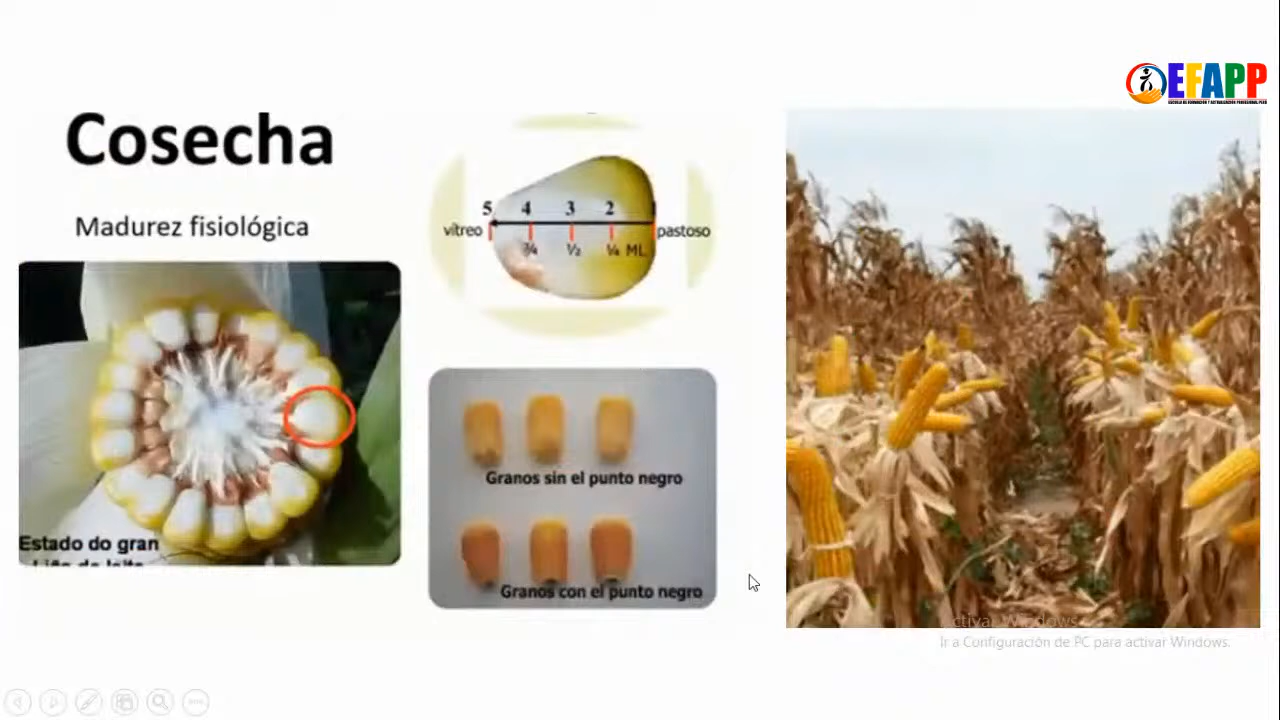 EFAPP
ESCUELA DE FORMACIÓN Y ACTUALIZACIÓN PROFESIONAL PERÚ
Cosecha
Madurez fisiológica
5 4 3 2 1
vítreo
pastoso
¾ ½ ¼ ML
Estado do gran
Granos sin el punto negro
Granos con el punto negro
Activar Windows
Ir a Configuración de PC para activar Windows.